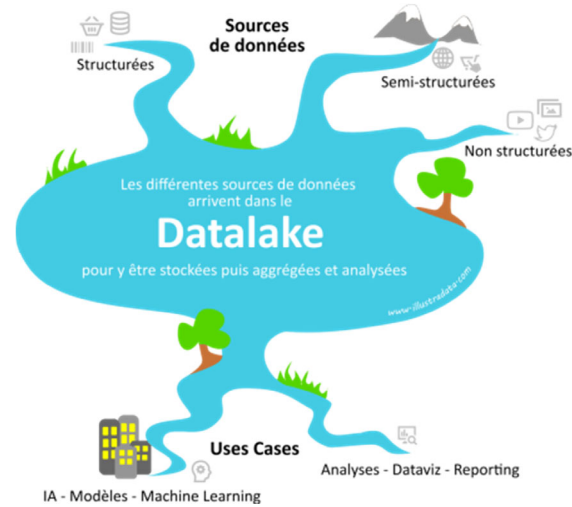 Sources
de données
Structurées
Semi-structurées
Non structurées
Les différentes sources de données
arrivent dans le
Datalake
pour y être stockées puis aggrégées et analysées
www-illustradata-com
Uses Cases
Analyses - Dataviz - Reporting
IA - Modèles - Machine Learning